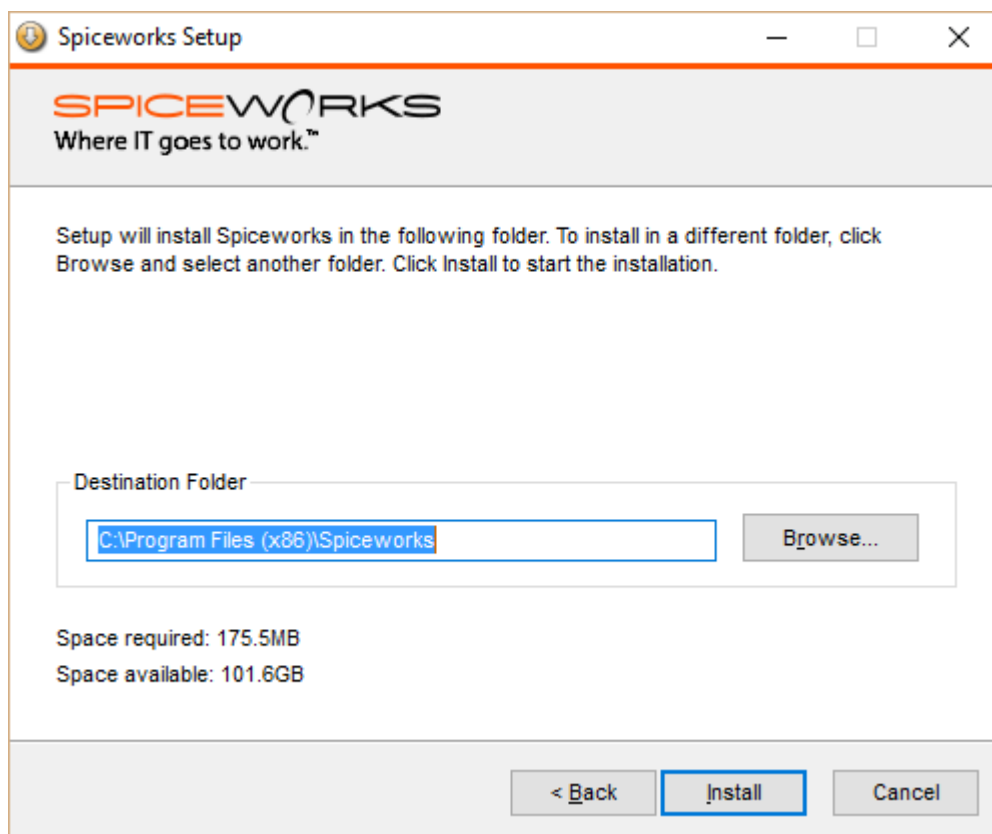 Spiceworks Setup
SPICEWORKS
Where IT goes to work.™
Setup will install Spiceworks in the following folder. To install in a different folder, click
Browse and select another folder. Click Install to start the installation.
Destination Folder
C:\Program Files (x86)\Spiceworks
Browse...
Space required: 175.5MB
Space available: 101.6GB
< Back
Install
Cancel